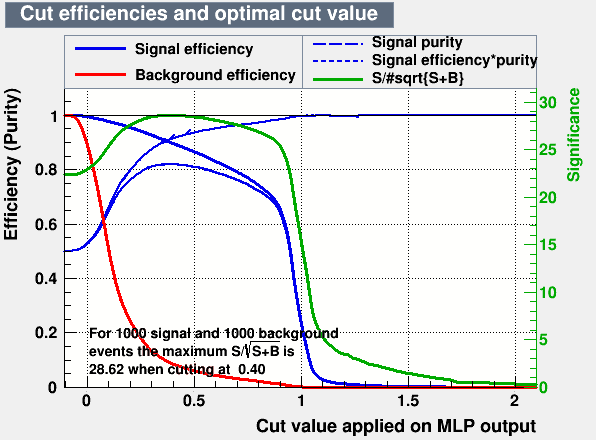 Cut efficiencies and optimal cut value
Signal efficiency
Background efficiency
Signal purity
Signal efficiency*purity
S/#sqrt{S+B}
Efficiency (Purity)
1
0.8
0.6
0.4
0.2
0
30
25
20
15
10
5
0
Significance
For 1000 signal and 1000 background
events the maximum S/√S+B is
28.62 when cutting at 0.40
0 0.5 1 1.5 2
Cut value applied on MLP output